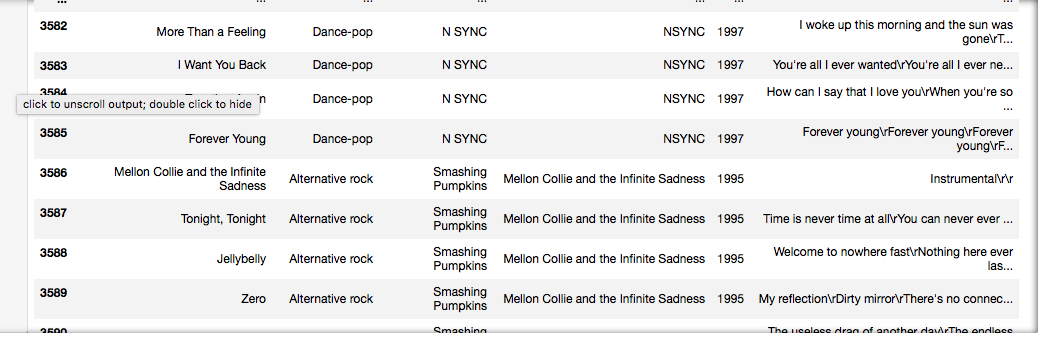 ... ... ... ... ... ...
3582 More Than a Feeling Dance-pop N SYNC NSYNC 1997 I woke up this morning and the sun was
gone\rT...
3583 I Want You Back Dance-pop N SYNC NSYNC 1997 You're all I ever wanted\rYou're all I ever ne...
3584 Dance-pop N SYNC NSYNC 1997 How can I say that I love you\rWhen you're so
...
click to unscroll output; double click to hide
3585 Forever Young Dance-pop N SYNC NSYNC 1997 Forever young\rForever young\rForever
young\rF...
3586 Mellon Collie and the Infinite
Sadness Alternative rock Smashing
Pumpkins Mellon Collie and the Infinite Sadness 1995 Instrumental\r\r
3587 Tonight, Tonight Alternative rock Smashing
Pumpkins Mellon Collie and the Infinite Sadness 1995 Time is never time at all\rYou can never ever ...
3588 Jellybelly Alternative rock Smashing
Pumpkins Mellon Collie and the Infinite Sadness 1995 Welcome to nowhere fast\rNothing here ever
las...
3589 Zero Alternative rock Smashing
Pumpkins Mellon Collie and the Infinite Sadness 1995 My reflection\rDirty mirror\rThere's no connec...
3590 Smashing The useless drag of another day\rThe endless